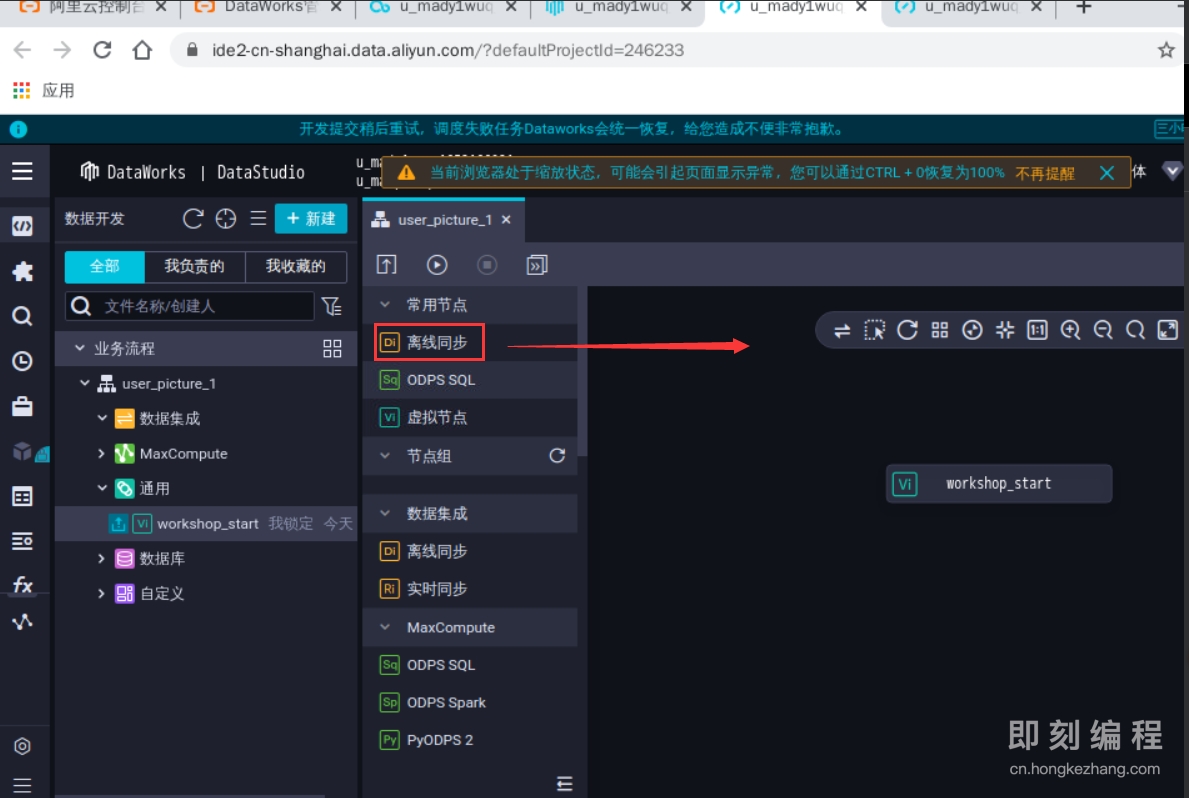 阿里云控制台
DataWorks管
u_mady1wuq
u_mady1wuq
u_mady1wuq
u_mady1wuq
ide2-cn-shanghai.data.aliyun.com/?defaultProjectId=246233
应用
开发提交稍后重试，调度失败任务Dataworks会统一恢复，给您造成不便非常抱歉。
三小
DataWorks | DataStudio
u_ma
u_ma
当前浏览器处于缩放状态，可能会引起页面显示异常，您可以通过CTRL + 0恢复为100% 不再提醒
体
数据开发
+ 新建
user_picture_1
全部 我负责的 我收藏的
文件名称/创建人
业务流程
user_picture_1
数据集成
MaxCompute
通用
Vi workshop_start 我锁定 今天
数据库
自定义
fx
常用节点
Di 离线同步
Sq ODPS SQL
Vi 虚拟节点
节点组
数据集成
Di 离线同步
Ri 实时同步
MaxCompute
Sq ODPS SQL
Sp ODPS Spark
Py PyODPS 2
1:1
Vi workshop_start
即刻编程
cn.hongkezhang.com